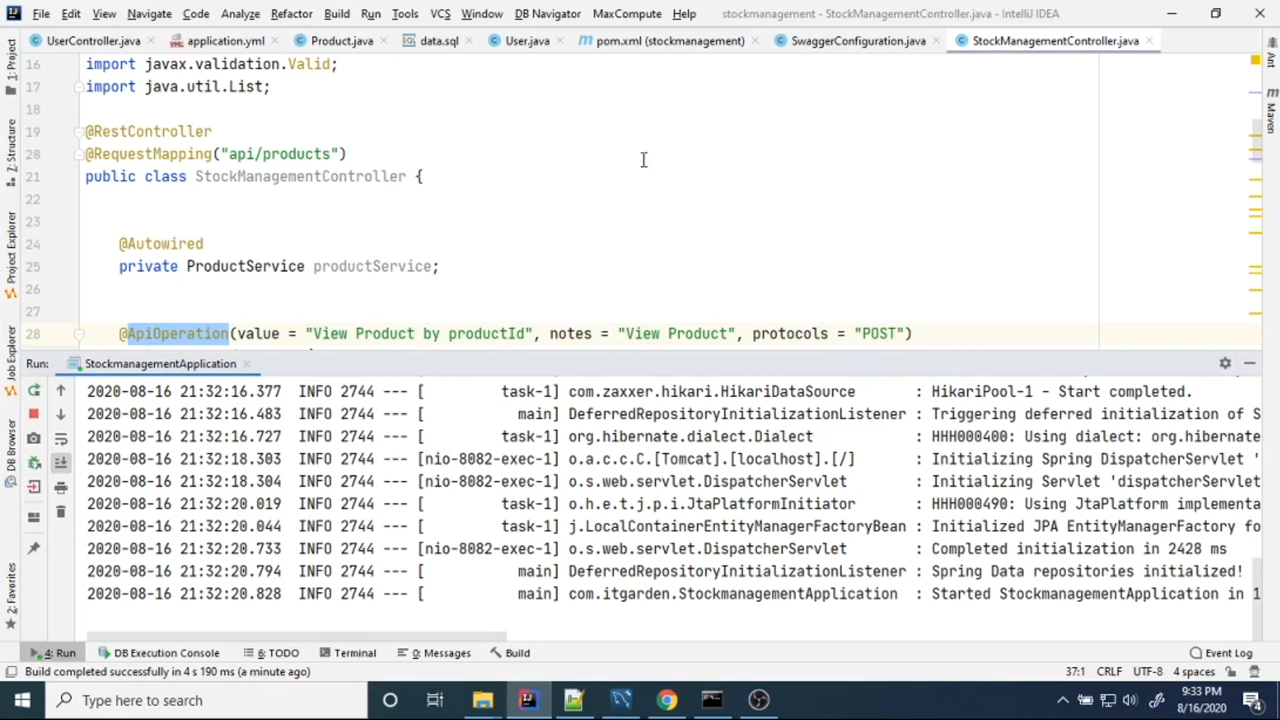 File Edit View Navigate Code Analyze Refactor Build Run Tools VCS Window DB Navigator MaxCompute Help stockmanagement - StockManagementController.java - IntelliJ IDEA
UserController.java application.yml Product.java data.sql User.java pom.xml (stockmanagement) SwaggerConfiguration.java StockManagementController.java
16 import javax.validation.Valid;
17 import java.util.List;
18
19 @RestController
20 @RequestMapping("api/products")
21 public class StockManagementController {
22
23
24 @Autowired
25 private ProductService productService;
26
27
28 @ApiOperation(value = "View Product by productId", notes = "View Product", protocols = "POST")
1: Project
7: Structure
Project Explorer
Job Explorer
DB Browser
2: Favorites
Ant
Maven
Run: StockmanagementApplication
2020-08-16 21:32:16.377 INFO 2744 --- [ task-1] com.zaxxer.hikari.HikariDataSource : HikariPool-1 - Start completed.
2020-08-16 21:32:16.483 INFO 2744 --- [ main] DeferredRepositoryInitializationListener : Triggering deferred initialization of S
2020-08-16 21:32:16.727 INFO 2744 --- [ task-1] org.hibernate.dialect.Dialect : HHH000400: Using dialect: org.hibernate
2020-08-16 21:32:18.303 INFO 2744 --- [nio-8082-exec-1] o.a.c.c.C.[Tomcat].[localhost].[/] : Initializing Spring DispatcherServlet '
2020-08-16 21:32:18.304 INFO 2744 --- [nio-8082-exec-1] o.s.web.servlet.DispatcherServlet : Initializing Servlet 'dispatcherServlet
2020-08-16 21:32:20.019 INFO 2744 --- [ task-1] o.h.e.t.j.p.i.JtaPlatformInitiator : HHH000490: Using JtaPlatform implementa
2020-08-16 21:32:20.044 INFO 2744 --- [ task-1] j.LocalContainerEntityManagerFactoryBean : Initialized JPA EntityManagerFactory fo
2020-08-16 21:32:20.733 INFO 2744 --- [nio-8082-exec-1] o.s.web.servlet.DispatcherServlet : Completed initialization in 2428 ms
2020-08-16 21:32:20.794 INFO 2744 --- [ main] DeferredRepositoryInitializationListener : Spring Data repositories initialized!
2020-08-16 21:32:20.828 INFO 2744 --- [ main] com.itgarden.StockmanagementApplication : Started StockmanagementApplication in 1
4: Run DB Execution Console 6: TODO Terminal 0: Messages Build Event Log
Build completed successfully in 4 s 190 ms (a minute ago) 37:1 CRLF UTF-8 4 spaces
Type here to search
9:33 PM
8/16/2020
4